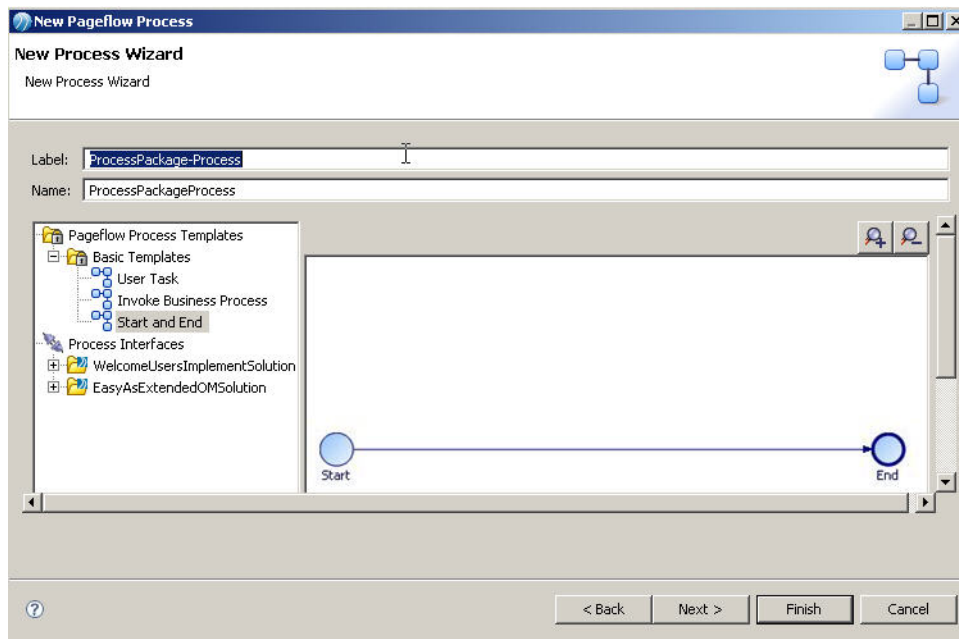 New Pageflow Process
New Process Wizard
New Process Wizard
Label: ProcessPackage-Process
Name: ProcessPackageProcess
Pageflow Process Templates
Basic Templates
User Task
Invoke Business Process
Start and End
Process Interfaces
WelcomeUsersImplementSolution
EasyAsExtendedOMSolution
Start
End
< Back
Next >
Finish
Cancel